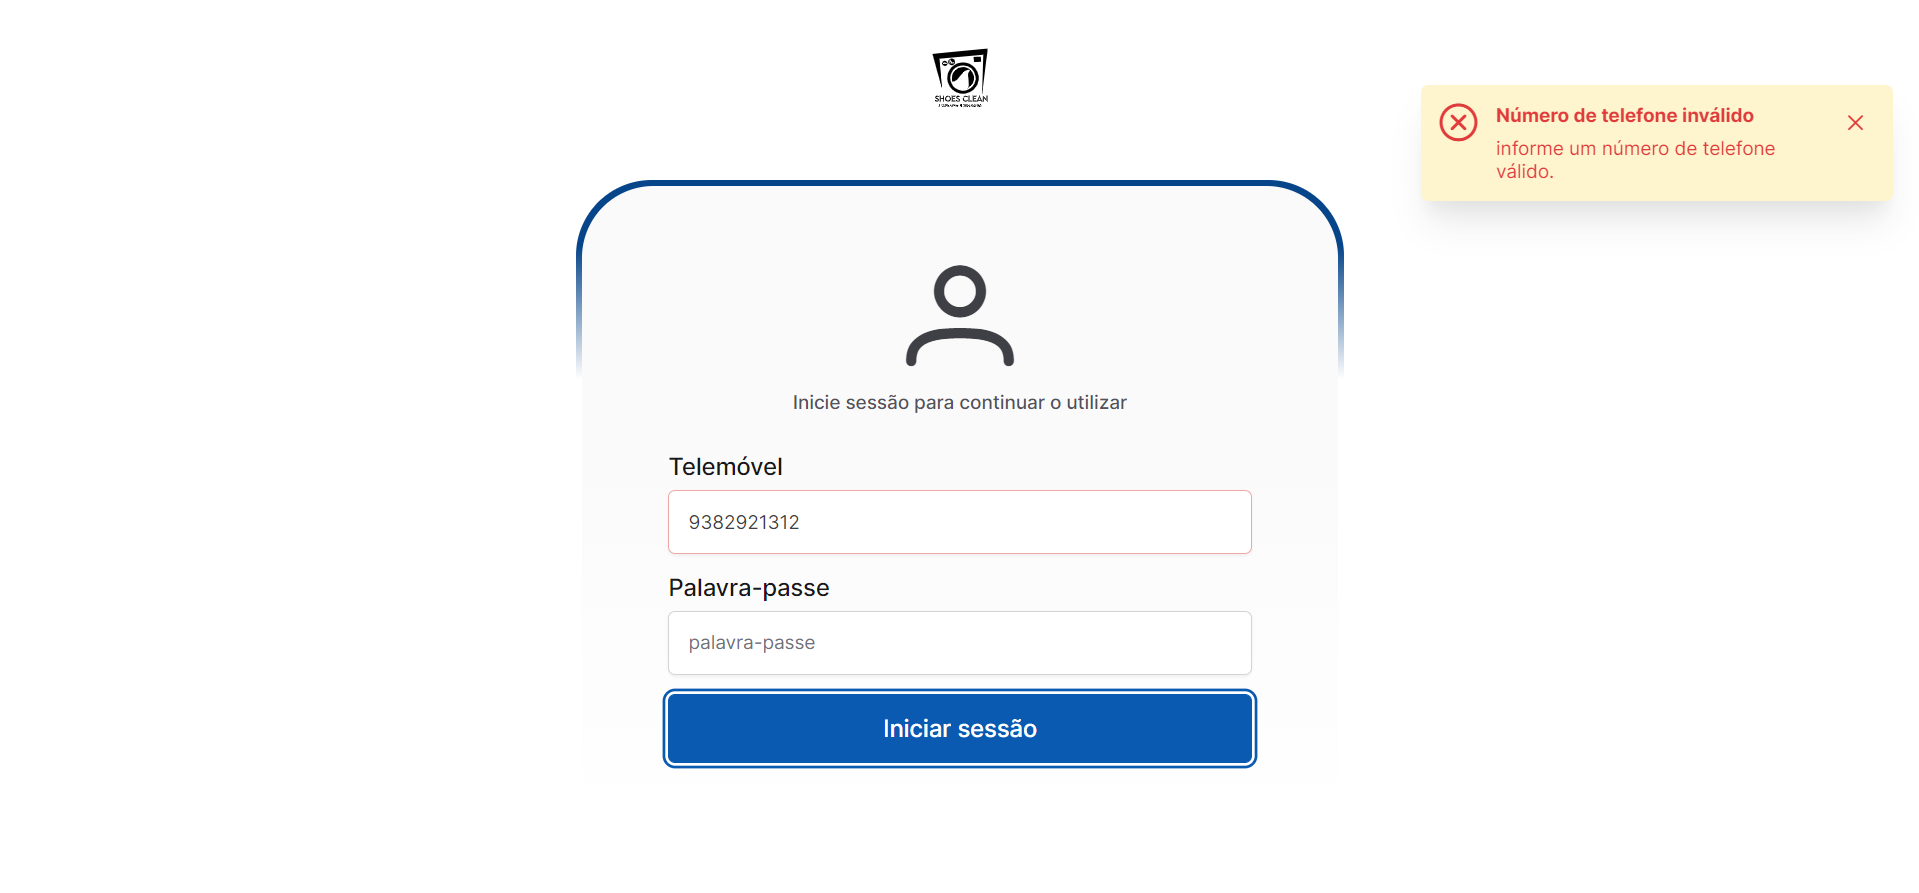 SHOES CLEAN
Número de telefone inválido
informe um número de telefone
válido.
Inicie sessão para continuar o utilizar
Telemóvel
9382921312
Palavra-passe
palavra-passe
Iniciar sessão